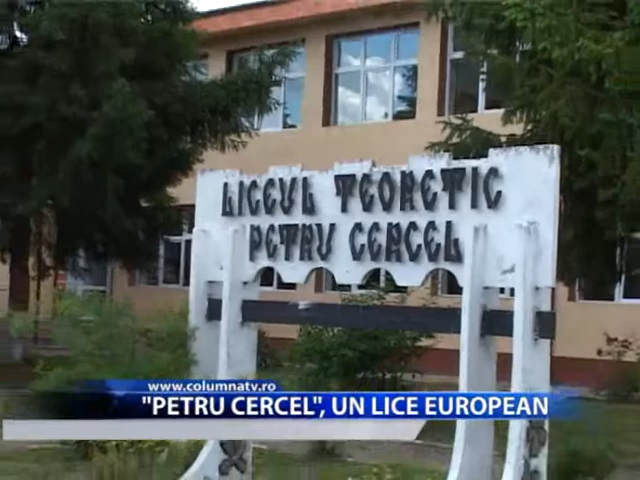 LICEUL TEORETIC
PETRU CERCEL
www.columnatv.ro
"PETRU CERCEL", UN LICE EUROPEAN